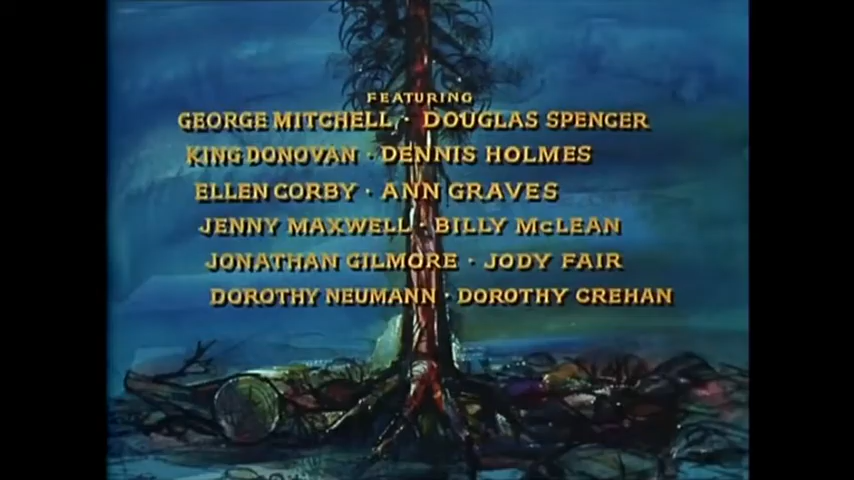 FEATURING
GEORGE MITCHELL · DOUGLAS SPENCER
KING DONOVAN · DENNIS HOLMES
ELLEN CORBY · ANN GRAVES
JENNY MAXWELL · BILLY McLEAN
JONATHAN GILMORE · JODY FAIR
DOROTHY NEUMANN · DOROTHY CREHAN